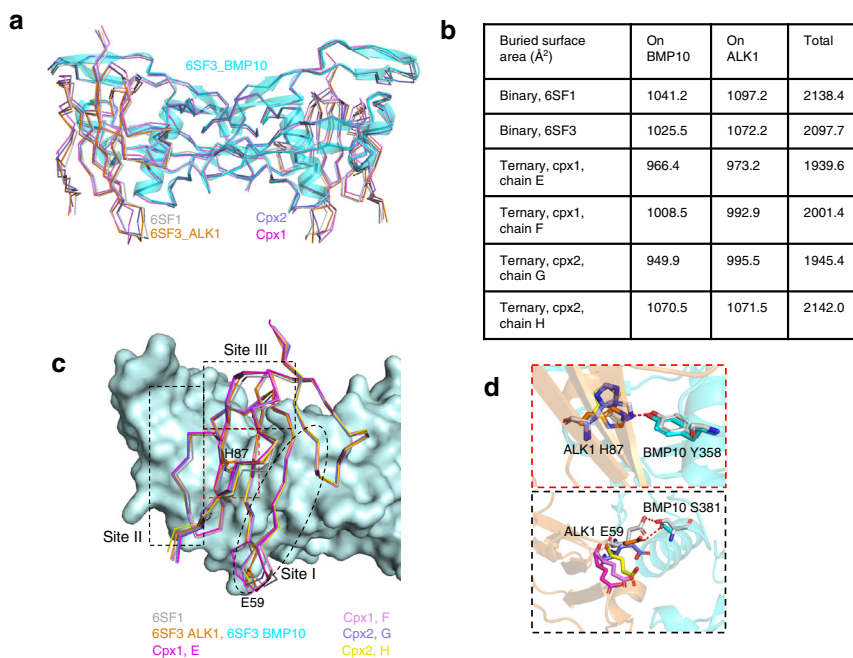 a
6SF3_BMP10
6SF1
6SF3_ALK1
Cpx2
Cpx1
b
Buried surface area (Å²) | On BMP10 | On ALK1 | Total
Binary, 6SF1 | 1041.2 | 1097.2 | 2138.4
Binary, 6SF3 | 1025.5 | 1072.2 | 2097.7
Ternary, cpx1, chain E | 966.4 | 973.2 | 1939.6
Ternary, cpx1, chain F | 1008.5 | 992.9 | 2001.4
Ternary, cpx2, chain G | 949.9 | 995.5 | 1945.4
Ternary, cpx2, chain H | 1070.5 | 1071.5 | 2142.0
c
Site III
H87
Site II
Site I
E59
6SF1
6SF3 ALK1, 6SF3 BMP10
Cpx1, E
Cpx1, F
Cpx2, G
Cpx2, H
d
ALK1 H87
BMP10 Y358
BMP10 S381
ALK1 E59